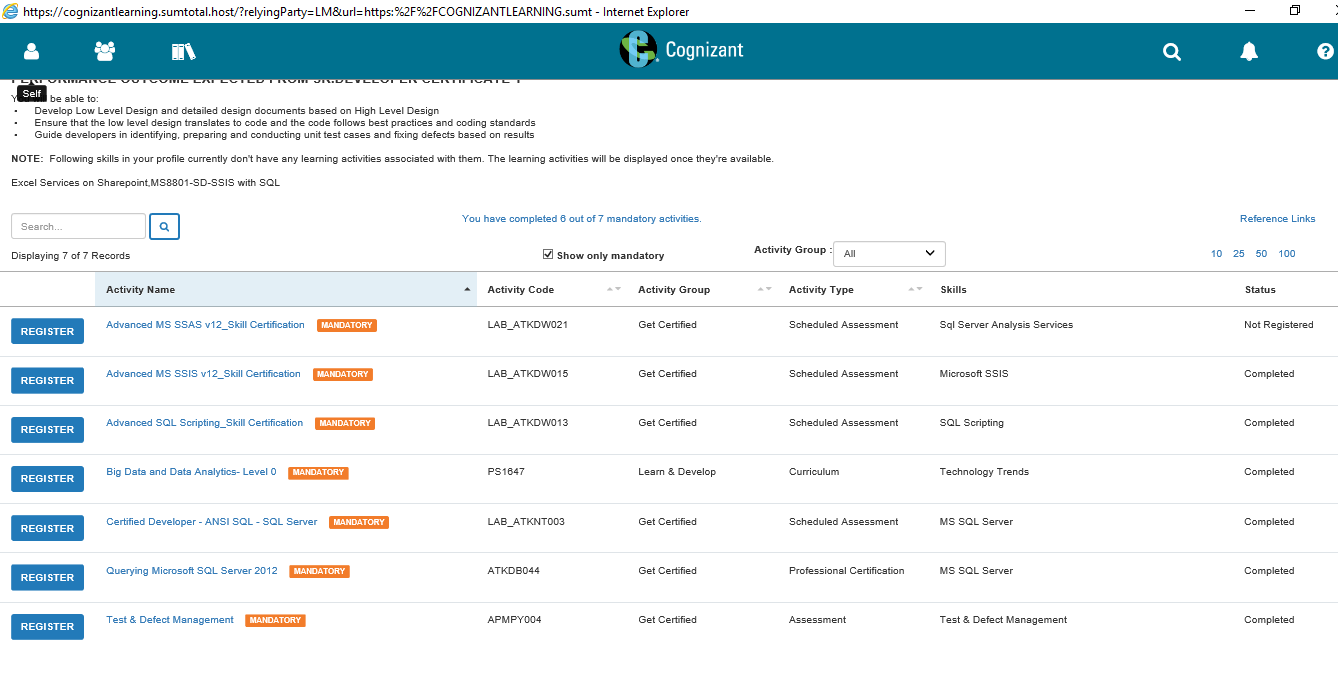 https://cognizantlearning.sumtotal.host/?relyingParty=LM&url=https:%2F%2FCOGNIZANTLEARNING.sumt - Internet Explorer
Cognizant
PERFORMANCE OUTCOME EXPECTED FROM JR.DEVELOPER CERTIFICATE
Self
be able to:
• Develop Low Level Design and detailed design documents based on High Level Design
• Ensure that the low level design translates to code and the code follows best practices and coding standards
• Guide developers in identifying, preparing and conducting unit test cases and fixing defects based on results
NOTE: Following skills in your profile currently don't have any learning activities associated with them. The learning activities will be displayed once they're available.
Excel Services on Sharepoint,MS8801-SD-SSIS with SQL
Search...
You have completed 6 out of 7 mandatory activities.
Reference Links
Displaying 7 of 7 Records
Show only mandatory
Activity Group : All
10 25 50 100
Activity Name Activity Code Activity Group Activity Type Skills Status
REGISTER Advanced MS SSAS v12_Skill Certification MANDATORY LAB_ATKDW021 Get Certified Scheduled Assessment Sql Server Analysis Services Not Registered
REGISTER Advanced MS SSIS v12_Skill Certification MANDATORY LAB_ATKDW015 Get Certified Scheduled Assessment Microsoft SSIS Completed
REGISTER Advanced SQL Scripting_Skill Certification MANDATORY LAB_ATKDW013 Get Certified Scheduled Assessment SQL Scripting Completed
REGISTER Big Data and Data Analytics- Level 0 MANDATORY PS1647 Learn & Develop Curriculum Technology Trends Completed
REGISTER Certified Developer - ANSI SQL - SQL Server MANDATORY LAB_ATKNT003 Get Certified Scheduled Assessment MS SQL Server Completed
REGISTER Querying Microsoft SQL Server 2012 MANDATORY ATKDB044 Get Certified Professional Certification MS SQL Server Completed
REGISTER Test & Defect Management MANDATORY APMPY004 Get Certified Assessment Test & Defect Management Completed